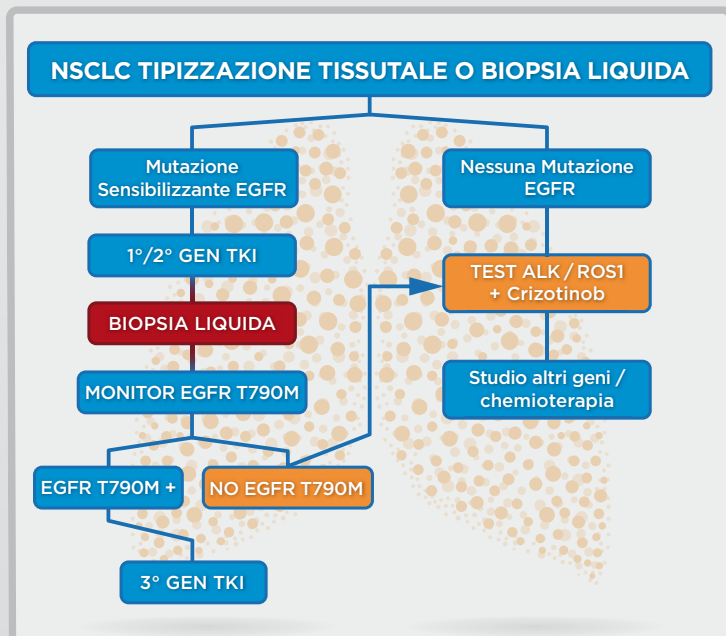 NSCLC TIPIZZAZIONE TISSUTALE O BIOPSIA LIQUIDA
Mutazione
Sensibilizzante EGFR
Nessuna Mutazione
EGFR
1°/2° GEN TKI
TEST ALK / ROS1
+ Crizotinob
BIOPSIA LIQUIDA
MONITOR EGFR T790M
Studio altri geni /
chemioterapia
EGFR T790M +
NO EGFR T790M
3° GEN TKI